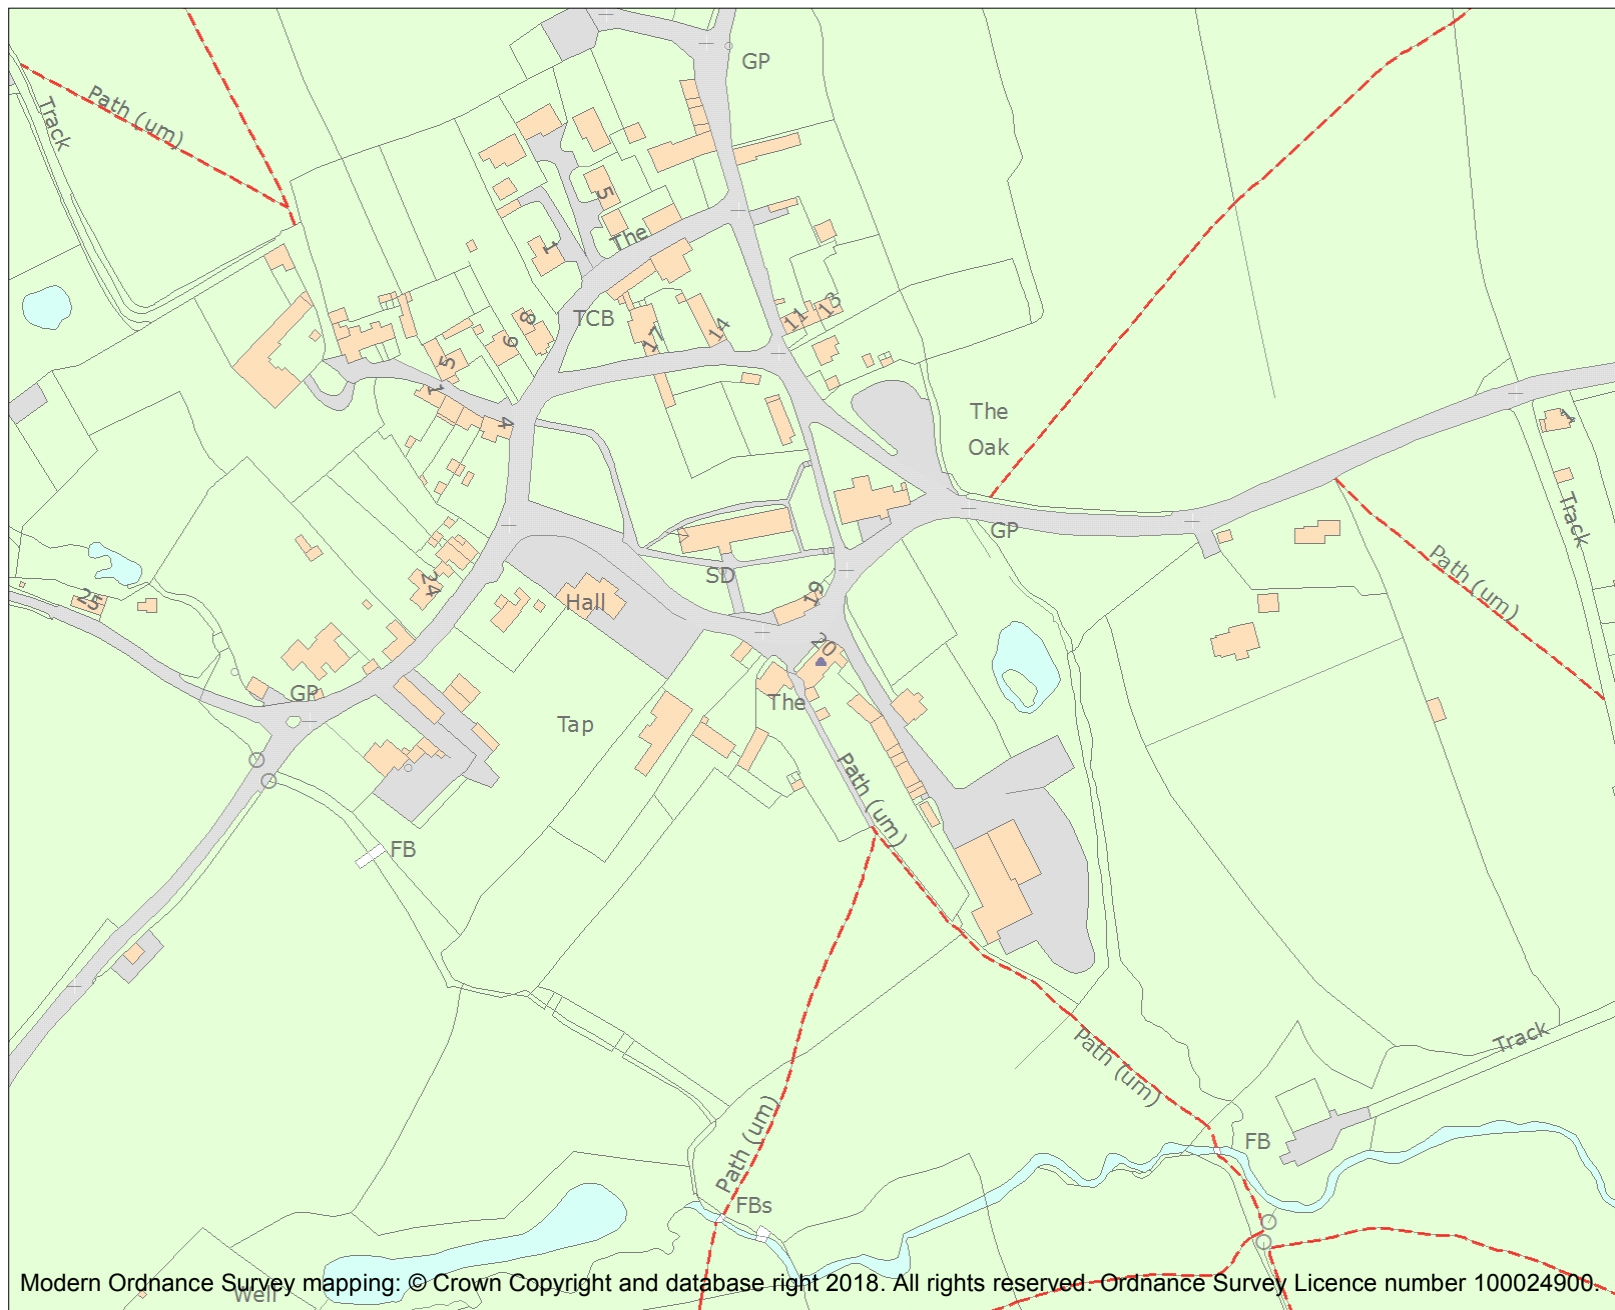 GP
Path (um)
Track
5
The
1
TCB
8
6
17
14
11
13
5
1
4
The
Oak
1
Track
GP
Path (um)
SD
19
24
25
Hall
20
GP
The
Tap
Path (um)
FB
Track
Path (um)
Path (um)
FB
FBs
Well
Modern Ordnance Survey mapping: © Crown Copyright and database right 2018. All rights reserved. Ordnance Survey Licence number 100024900.